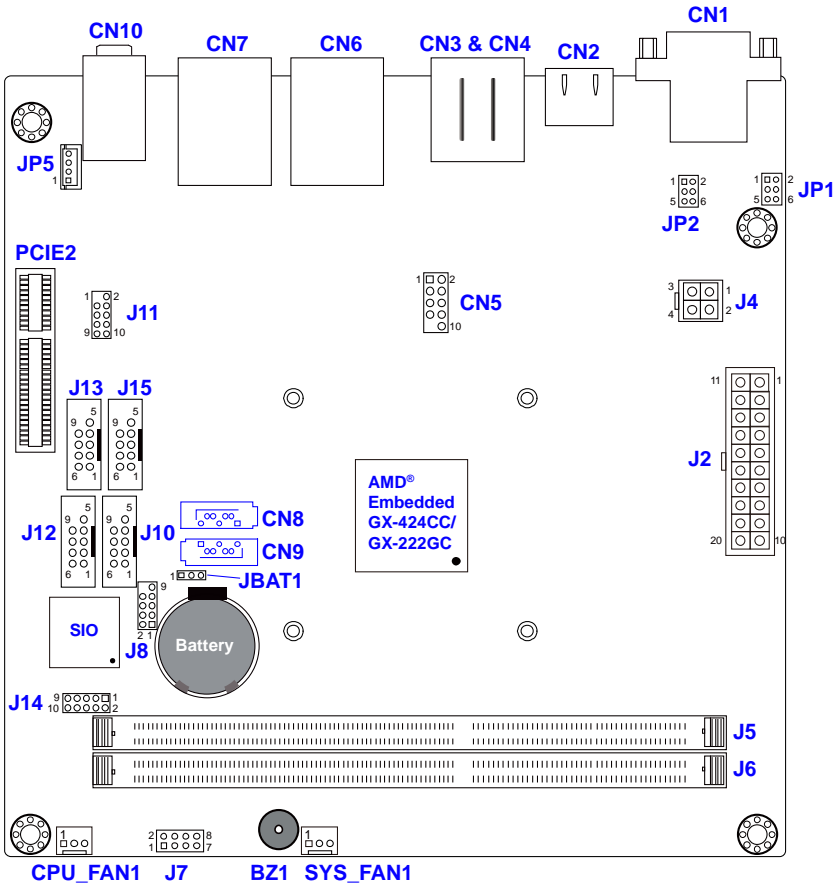 CN10 CN7 CN6 CN3 & CN4 CN2 CN1
JP5
1
1 2
5 6
JP2
1 2
5 6
JP1
PCIE2
1 2
9 10
J11
1 2
10
CN5
3 1
4 2
J4
J13 J15
5
9
6 1
5
9
6 1
11 1
20 10
J2
AMD®
Embedded
GX-424CC/
GX-222GC
CN8
CN9
J12 J10
5
9
6 1
5
9
6 1
1
JBAT1
9
2 1
J8
SIO
Battery
J14
9 1
10 2
J5
J6
1
2 8
1 7
1
CPU_FAN1 J7 BZ1 SYS_FAN1